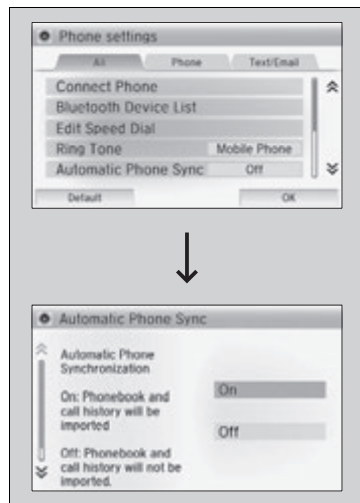 Phone settings
All Phone Text/Email
Connect Phone
Bluetooth Device List
Edit Speed Dial
Ring Tone Mobile Phone
Automatic Phone Sync Off
Default OK
Automatic Phone Sync
Automatic Phone
Synchronization
On: Phonebook and
call history will be
imported
Off: Phonebook and
call history will not be
imported.
On
Off